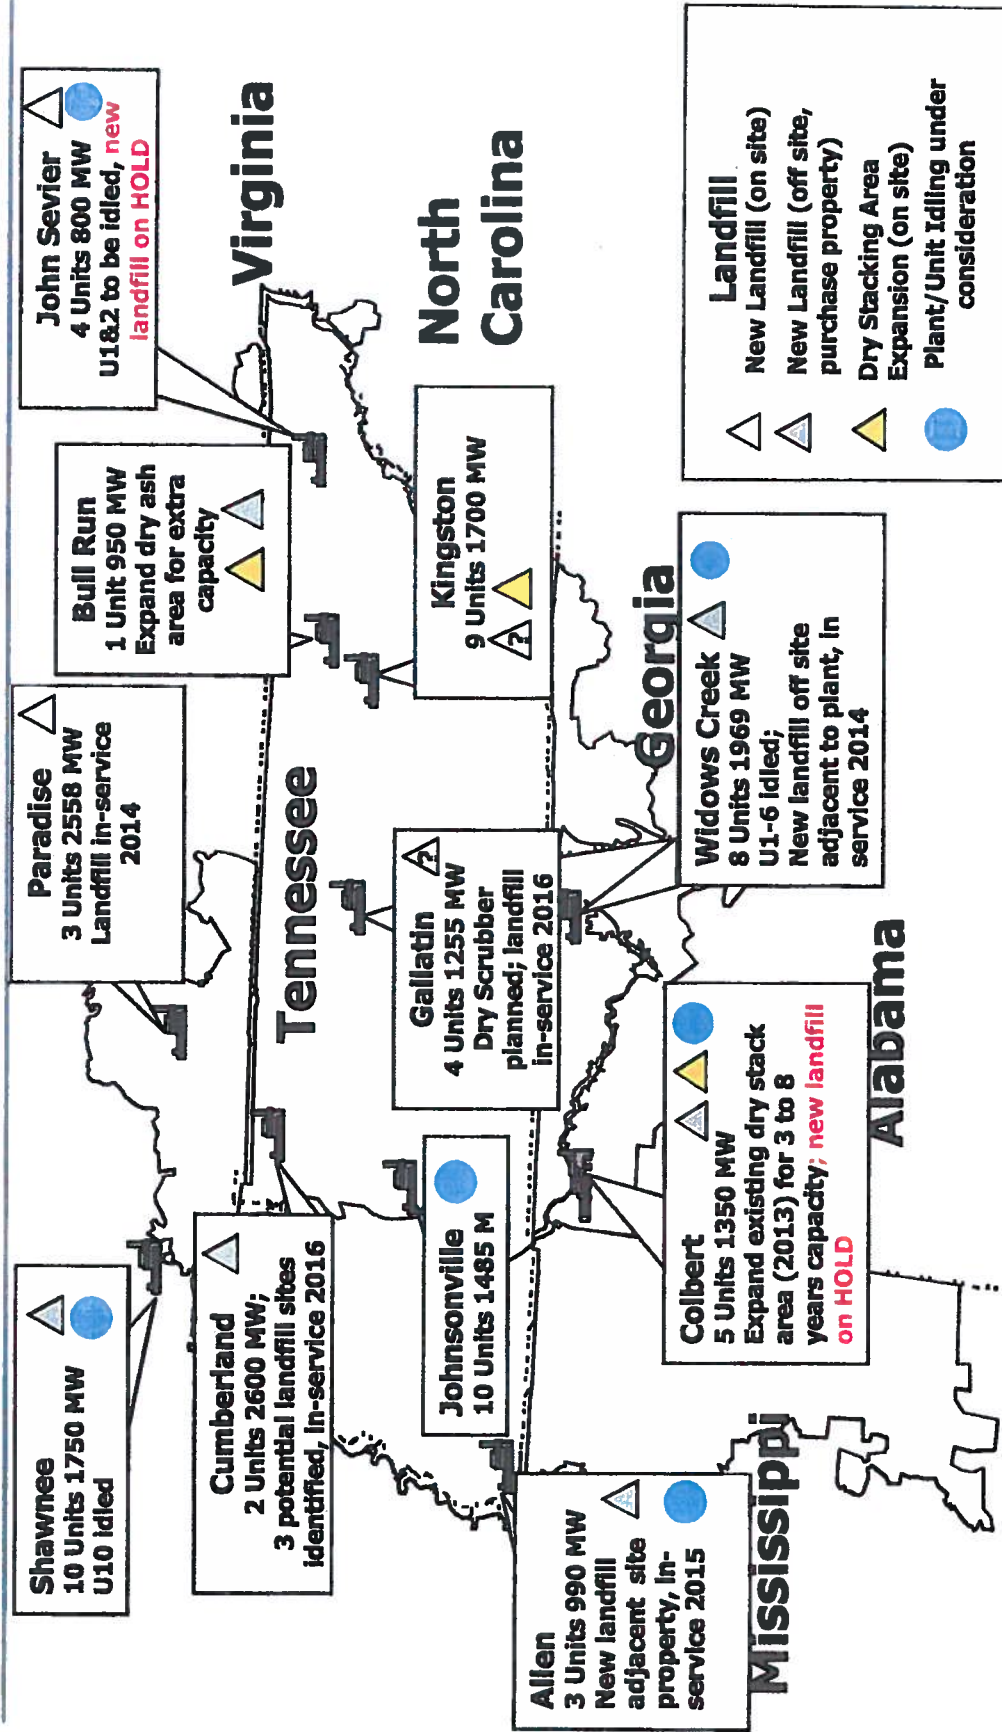 Shawnee
10 Units 1750 MW
U10 idled
Paradise
3 Units 2558 MW
Landfill in-service
2014
Bull Run
1 Unit 950 MW
Expand dry ash
area for extra
capacity
John Sevier
4 Units 800 MW
U1&2 to be idled, new
landfill on HOLD
Cumberland
2 Units 2600 MW;
3 potential landfill sites
identified, in-service 2016
Tennessee
Virginia
Johnsonville
10 Units 1485 M
Gallatin
?
4 Units 1255 MW
Dry Scrubber
planned; landfill
in-service 2016
Kingston
9 Units 1700 MW
?
North
Carolina
Allen
3 Units 990 MW
New landfill
adjacent site
property, in-
service 2015
Colbert
5 Units 1350 MW
Expand existing dry stack
area (2013) for 3 to 8
years capacity; new landfill
on HOLD
Georgia
Widows Creek
8 Units 1969 MW
U1-6 idled;
New landfill off site
adjacent to plant, in
service 2014
Mississippi
Alabama
Landfill
New Landfill (on site)
New Landfill (off site,
purchase property)
Dry Stacking Area
Expansion (on site)
Plant/Unit Idling under
consideration